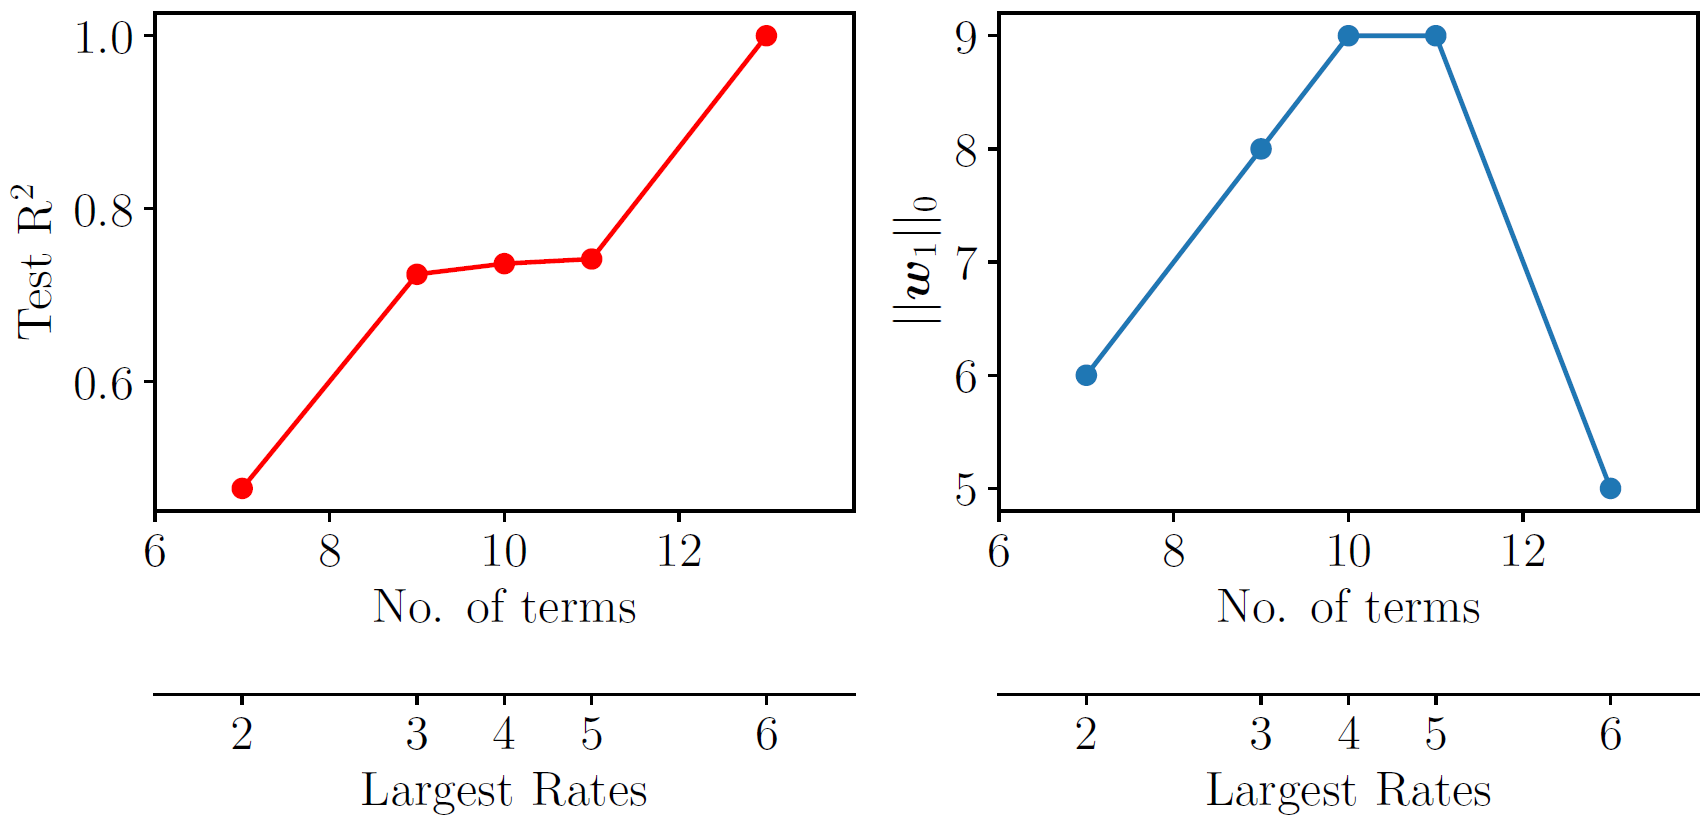 1.0
0.8
0.6
Test R²
6 8 10 12
No. of terms
2 3 4 5 6
Largest Rates
9
8
7
6
5
||𝒘₁||₀
6 8 10 12
No. of terms
2 3 4 5 6
Largest Rates